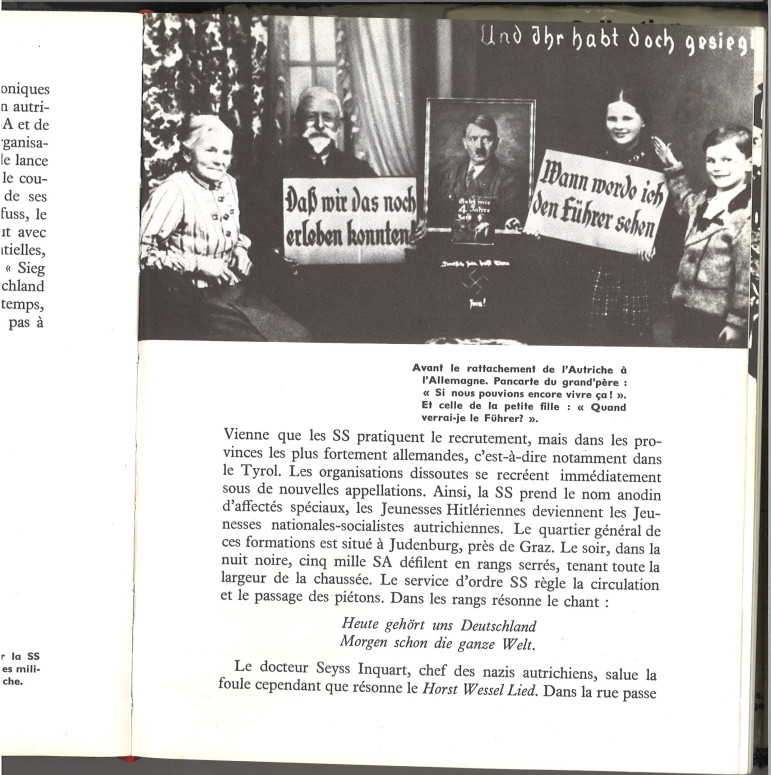 oniques
n autri-
A et de
rganisa-
le lance
le cou-
de ses
fuss, le
ut avec
tielles,
« Sieg
chland
temps,
pas à
r la SS
es mili-
che.
Und Ihr habt doch gesiegt
Daß wir das noch
erleben konnten!
Gebt mir
4 Jahre
Zeit
Wann werde ich
den Führer sehen
Avant le rattachement de l'Autriche à
l'Allemagne. Pancarte du grand'père :
« Si nous pouvions encore vivre ça ! ».
Et celle de la petite fille : « Quand
verrai-je le Führer? ».
Vienne que les SS pratiquent le recrutement, mais dans les pro-
vinces les plus fortement allemandes, c'est-à-dire notamment dans
le Tyrol. Les organisations dissoutes se recréent immédiatement
sous de nouvelles appellations. Ainsi, la SS prend le nom anodin
d'affectés spéciaux, les Jeunesses Hitlériennes deviennent les Jeu-
nesses nationales-socialistes autrichiennes. Le quartier général de
ces formations est situé à Judenburg, près de Graz. Le soir, dans la
nuit noire, cinq mille SA défilent en rangs serrés, tenant toute la
largeur de la chaussée. Le service d'ordre SS règle la circulation
et le passage des piétons. Dans les rangs résonne le chant :
Heute gehört uns Deutschland
Morgen schon die ganze Welt.
Le docteur Seyss Inquart, chef des nazis autrichiens, salue la
foule cependant que résonne le Horst Wessel Lied. Dans la rue passe